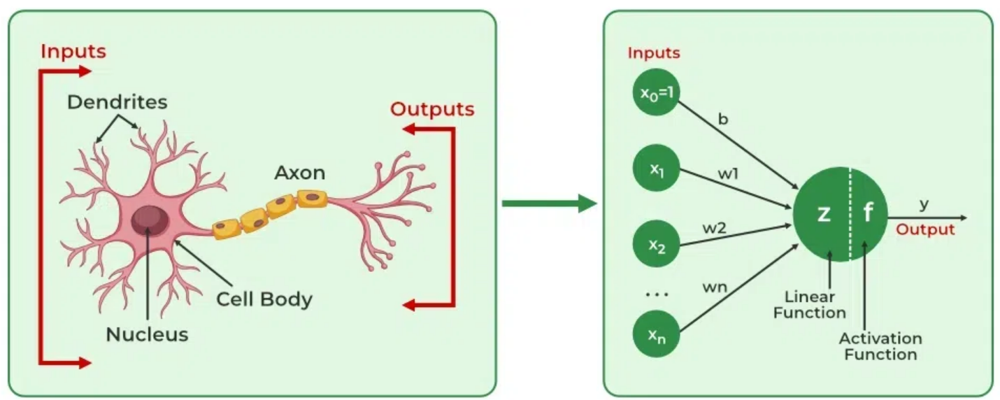 Inputs
Dendrites
Outputs
Axon
Cell Body
Nucleus
Inputs
x₀=1
b
x₁
w1
x₂
w2
...
xₙ
wn
z
f
y
Output
Linear
Function
Activation
Function